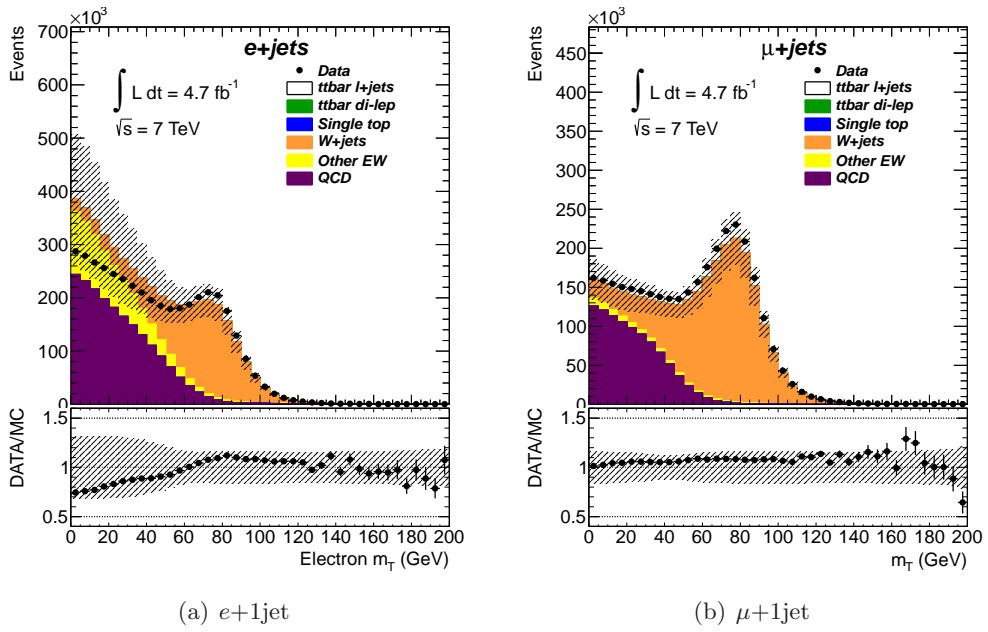 ×10³
Events
700
600
500
400
300
200
100
0
e+jets
∫ L dt = 4.7 fb⁻¹
√s = 7 TeV
Data
ttbar l+jets
ttbar di-lep
Single top
W+jets
Other EW
QCD
DATA/MC
1.5
1
0.5
0 20 40 60 80 100 120 140 160 180 200
Electron m_T (GeV)
(a) e+1jet
×10³
Events
450
400
350
300
250
200
150
100
50
0
μ+jets
∫ L dt = 4.7 fb⁻¹
√s = 7 TeV
Data
ttbar l+jets
ttbar di-lep
Single top
W+jets
Other EW
QCD
DATA/MC
1.5
1
0.5
0 20 40 60 80 100 120 140 160 180 200
m_T (GeV)
(b) μ+1jet